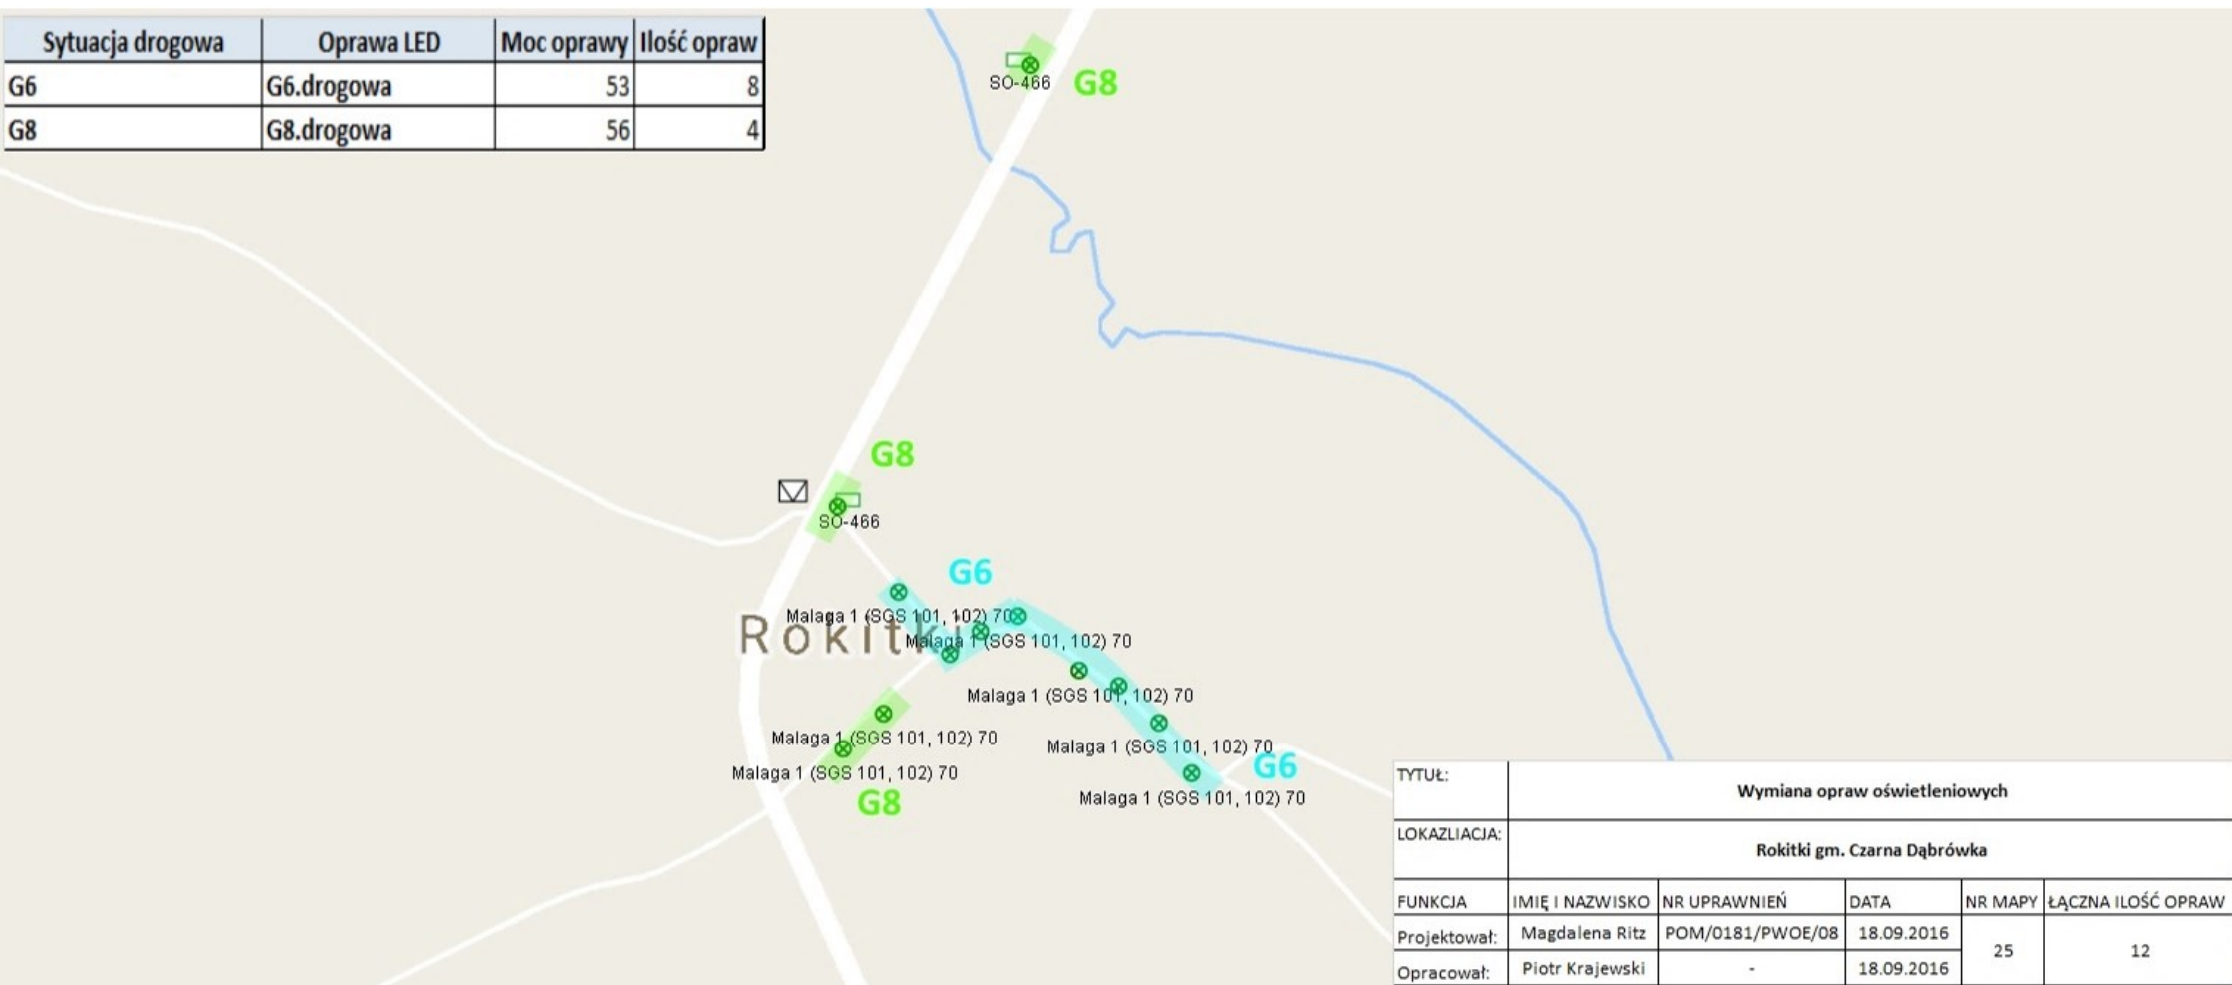 Sytuacja drogowa Oprawa LED Moc oprawy Ilość opraw
G6 G6.drogowa 53 8
G8 G8.drogowa 56 4
SO-466
G8
G8
SO-466
G6
Malaga 1 (SGS 101, 102) 70
Rokitki
Malaga 1 (SGS 101, 102) 70
Malaga 1 (SGS 101, 102) 70
Malaga 1 (SGS 101, 102) 70
Malaga 1 (SGS 101, 102) 70
G6
Malaga 1 (SGS 101, 102) 70
G8
Malaga 1 (SGS 101, 102) 70
TYTUŁ: Wymiana opraw oświetleniowych
LOKAZLIACJA: Rokitki gm. Czarna Dąbrówka
FUNKCJA IMIĘ I NAZWISKO NR UPRAWNIEŃ DATA NR MAPY ŁĄCZNA ILOŚĆ OPRAW
Projektował: Magdalena Ritz POM/0181/PWOE/08 18.09.2016 25 12
Opracował: Piotr Krajewski - 18.09.2016